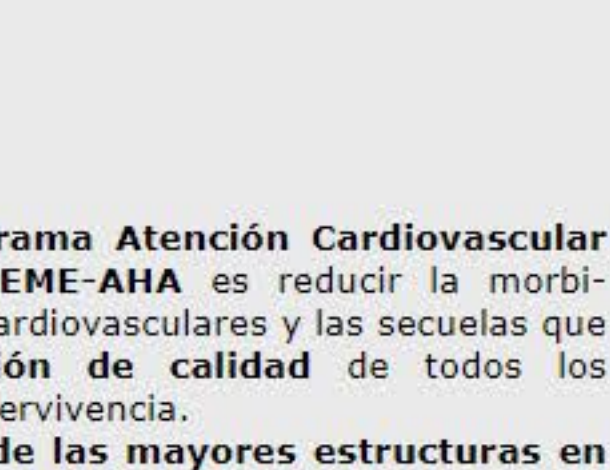 rama Atención Cardiovascular
EME-AHA es reducir la morbi-
ardiovasculares y las secuelas que
ión de calidad de todos los
ervivencia.
de las mayores estructuras en